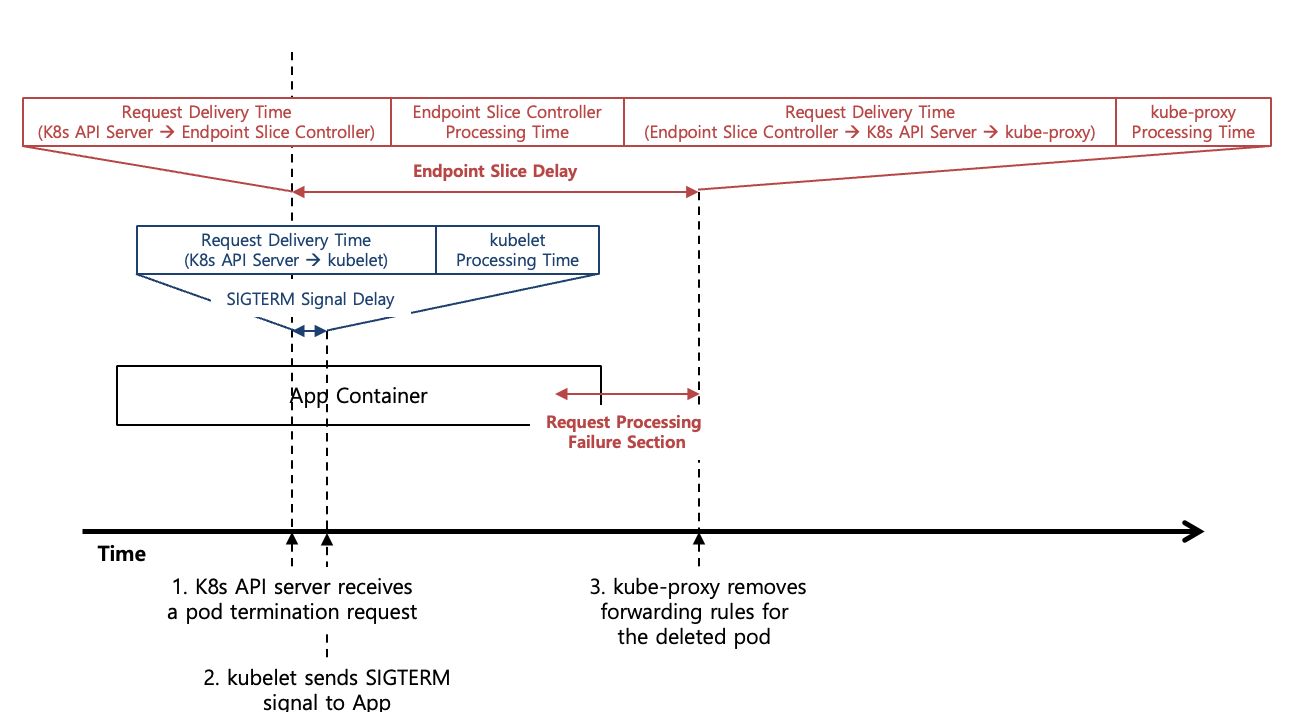 Request Delivery Time
(K8s API Server → Endpoint Slice Controller)
Endpoint Slice Controller
Processing Time
Request Delivery Time
(Endpoint Slice Controller → K8s API Server → kube-proxy)
kube-proxy
Processing Time
Endpoint Slice Delay
Request Delivery Time
(K8s API Server → kubelet)
kubelet
Processing Time
SIGTERM Signal Delay
App Container
Request Processing
Failure Section
Time
1. K8s API server receives
a pod termination request
2. kubelet sends SIGTERM
signal to App
3. kube-proxy removes
forwarding rules for
the deleted pod